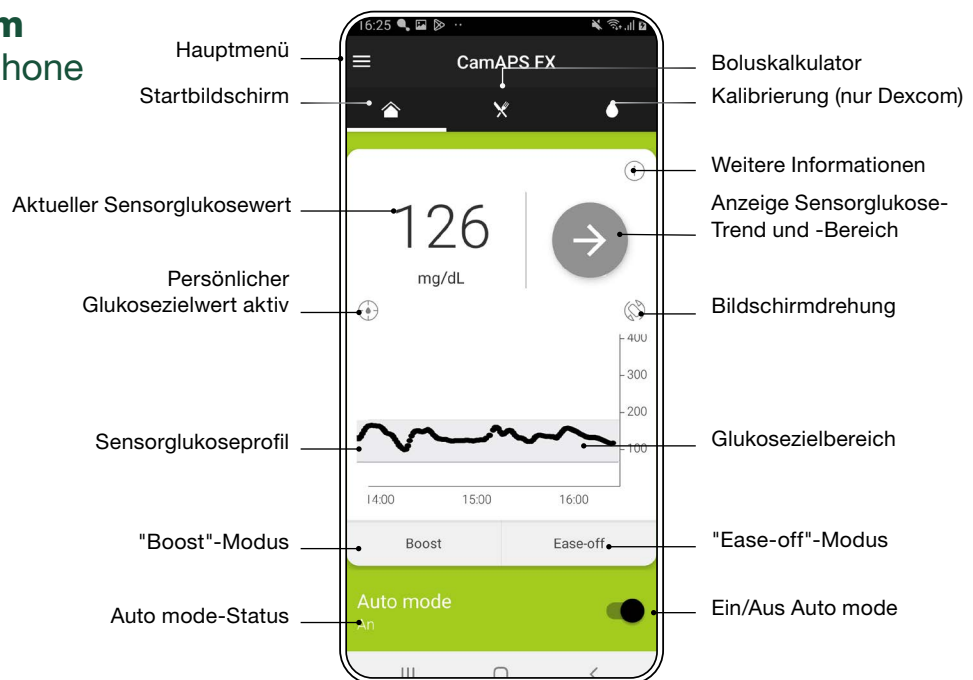 m
hone
Hauptmenü
Startbildschirm
Aktueller Sensorglukosewert
Persönlicher
Glukosezielwert aktiv
Sensorglukoseprofil
"Boost"-Modus
Auto mode-Status
16:25
CamAPS FX
126
mg/dL
400
300
200
100
14:00 15:00 16:00
Boost Ease-off
Auto mode
An
Boluskalkulator
Kalibrierung (nur Dexcom)
Weitere Informationen
Anzeige Sensorglukose-
Trend und -Bereich
Bildschirmdrehung
Glukosezielbereich
"Ease-off"-Modus
Ein/Aus Auto mode